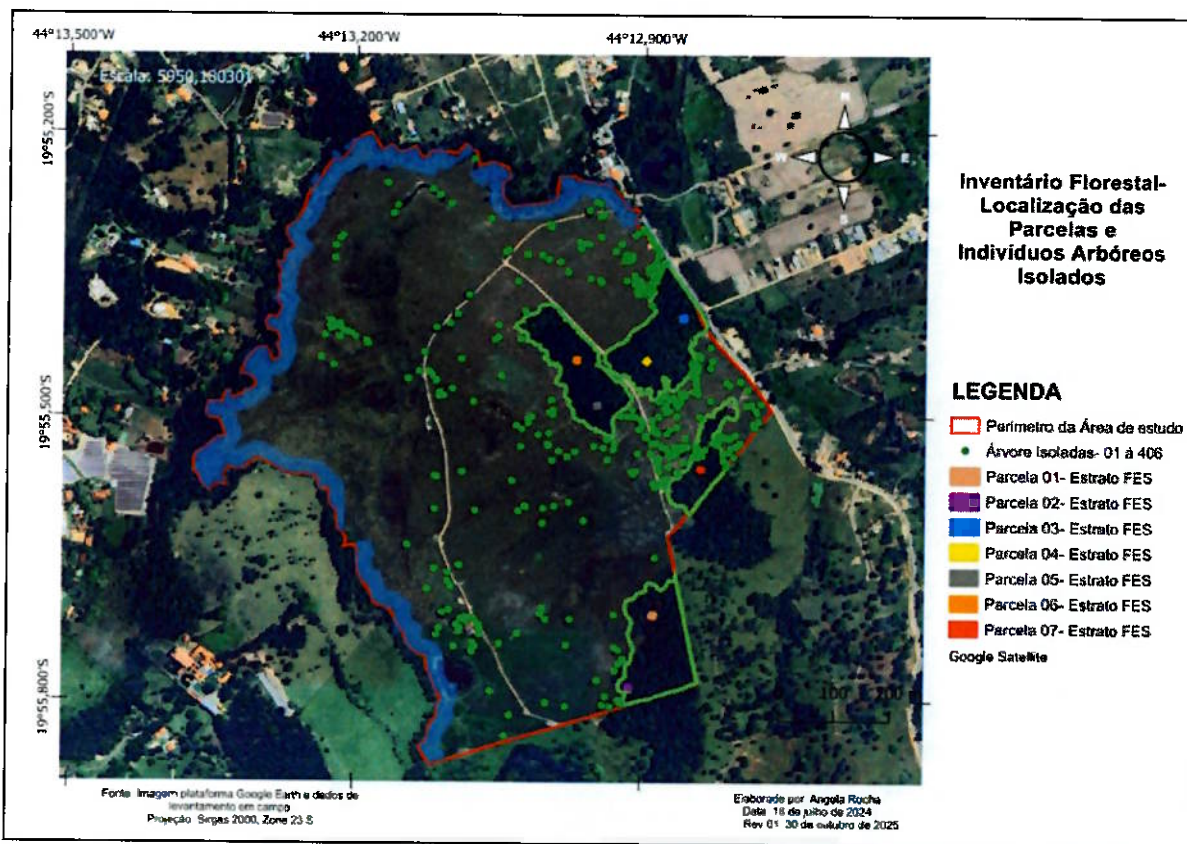 44°13,500'W 44°13,200'W 44°12,900'W
Escala: 5950,180301
19°55,200'S
19°55,500'S
19°55,800'S
N
W E
S
Inventário Florestal-
Localização das
Parcelas e
Indivíduos Arbóreos
Isolados
LEGENDA
Perímetro da Área de estudo
Árvore Isoladas- 01 à 406
Parcela 01- Estrato FES
Parcela 02- Estrato FES
Parcela 03- Estrato FES
Parcela 04- Estrato FES
Parcela 05- Estrato FES
Parcela 06- Estrato FES
Parcela 07- Estrato FES
Google Satellite
0 100 200
Fonte: Imagem plataforma Google Earth e dados de
levantamento em campo
Projeção: Sirgas 2000, Zone 23 S
Elaborado por: Angela Rocha
Data: 16 de julho de 2024
Rev 01: 30 de outubro de 2025